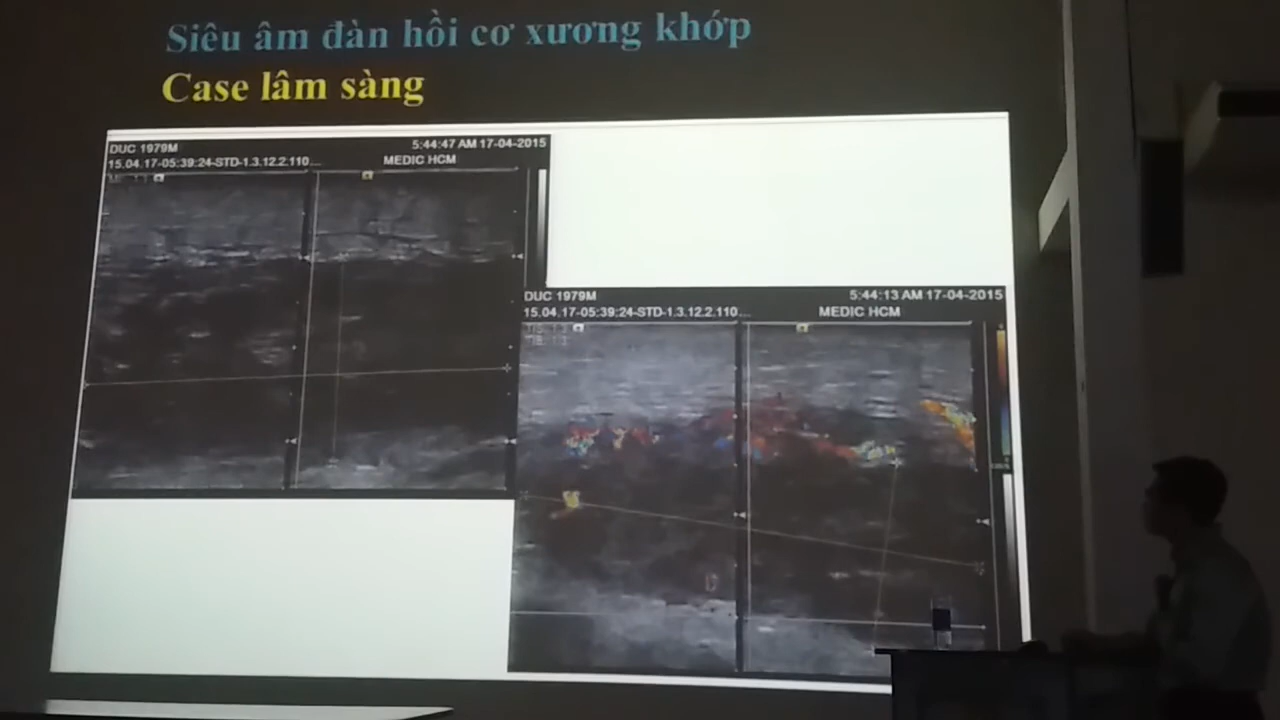 Siêu âm đàn hồi cơ xương khớp
Case lâm sàng
DUC 1979M 5:44:47 AM 17-04-2015
15.04.17-05:39:24-STD-1.3.12.2.110... MEDIC HCM
DUC 1979M 5:44:13 AM 17-04-2015
15.04.17-05:39:24-STD-1.3.12.2.110... MEDIC HCM